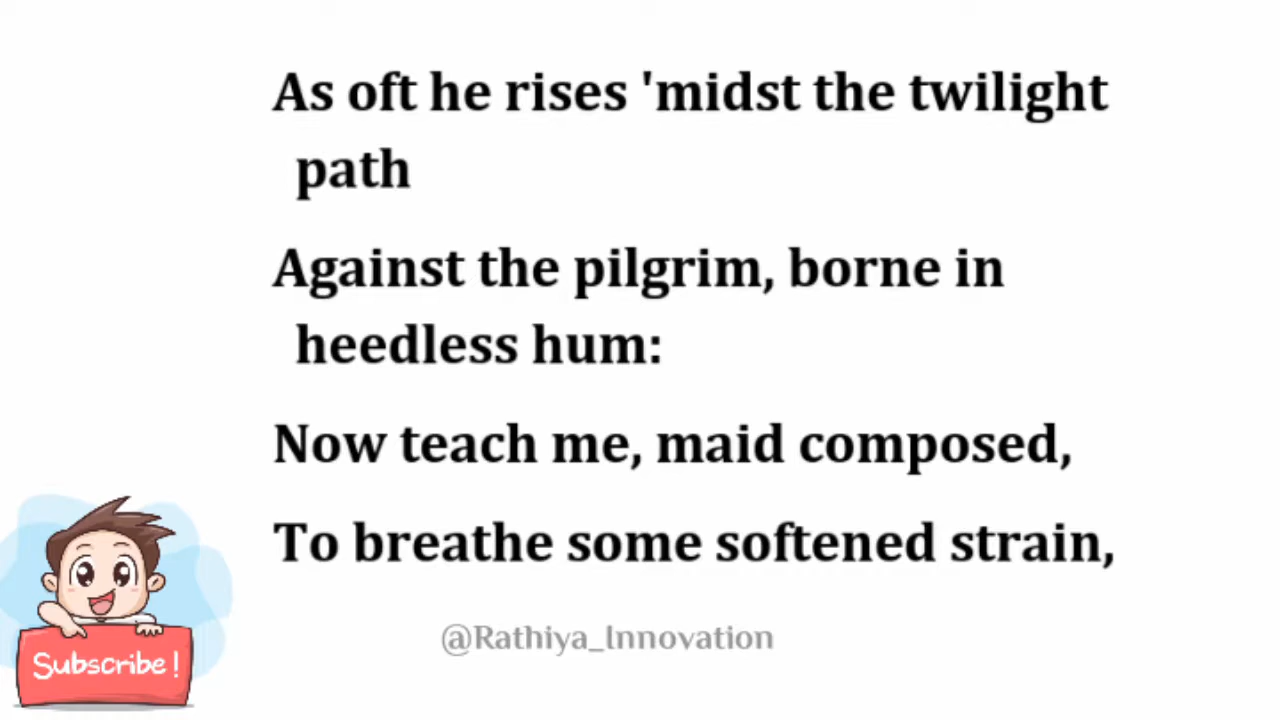 As oft he rises 'midst the twilight
path
Against the pilgrim, borne in
heedless hum:
Now teach me, maid composed,
To breathe some softened strain,
@Rathiya_Innovation
Subscribe!